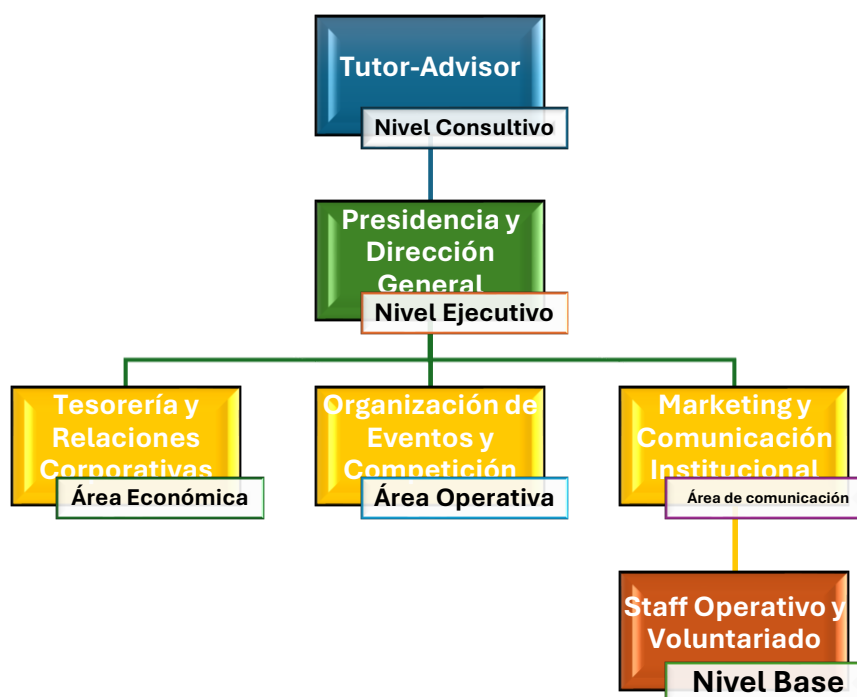 Tutor-Advisor
Nivel Consultivo
Presidencia y
Dirección
General
Nivel Ejecutivo
Tesorería y
Relaciones
Corporativas
Área Económica
Organización de
Eventos y
Competición
Área Operativa
Marketing y
Comunicación
Institucional
Área de comunicación
Staff Operativo y
Voluntariado
Nivel Base